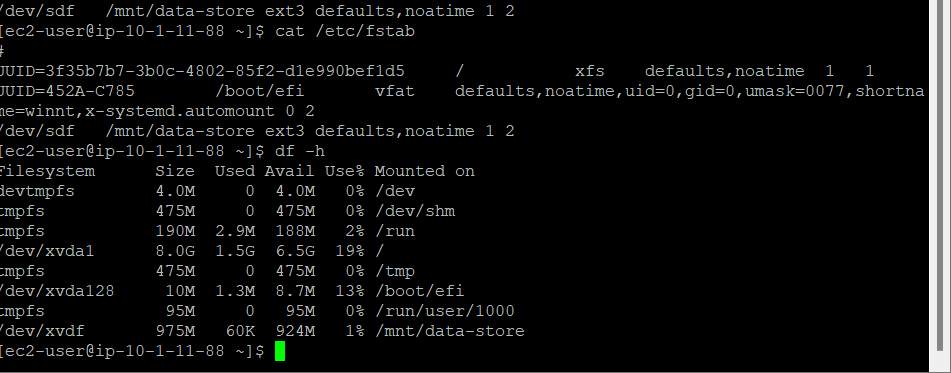 /dev/sdf   /mnt/data-store ext3 defaults,noatime 1 2
[ec2-user@ip-10-1-11-88 ~]$ cat /etc/fstab
#
UUID=3f35b7b7-3b0c-4802-85f2-d1e990bef1d5     /           xfs    defaults,noatime  1   1
UUID=452A-C785        /boot/efi       vfat    defaults,noatime,uid=0,gid=0,umask=0077,shortna
me=winnt,x-systemd.automount 0 2
/dev/sdf   /mnt/data-store ext3 defaults,noatime 1 2
[ec2-user@ip-10-1-11-88 ~]$ df -h
Filesystem      Size  Used Avail Use% Mounted on
devtmpfs        4.0M     0  4.0M   0% /dev
tmpfs           475M     0  475M   0% /dev/shm
tmpfs           190M  2.9M  188M   2% /run
/dev/xvda1      8.0G  1.5G  6.5G  19% /
tmpfs           475M     0  475M   0% /tmp
/dev/xvda128     10M  1.3M  8.7M  13% /boot/efi
tmpfs            95M     0   95M   0% /run/user/1000
/dev/xvdf       975M   60K  924M   1% /mnt/data-store
[ec2-user@ip-10-1-11-88 ~]$